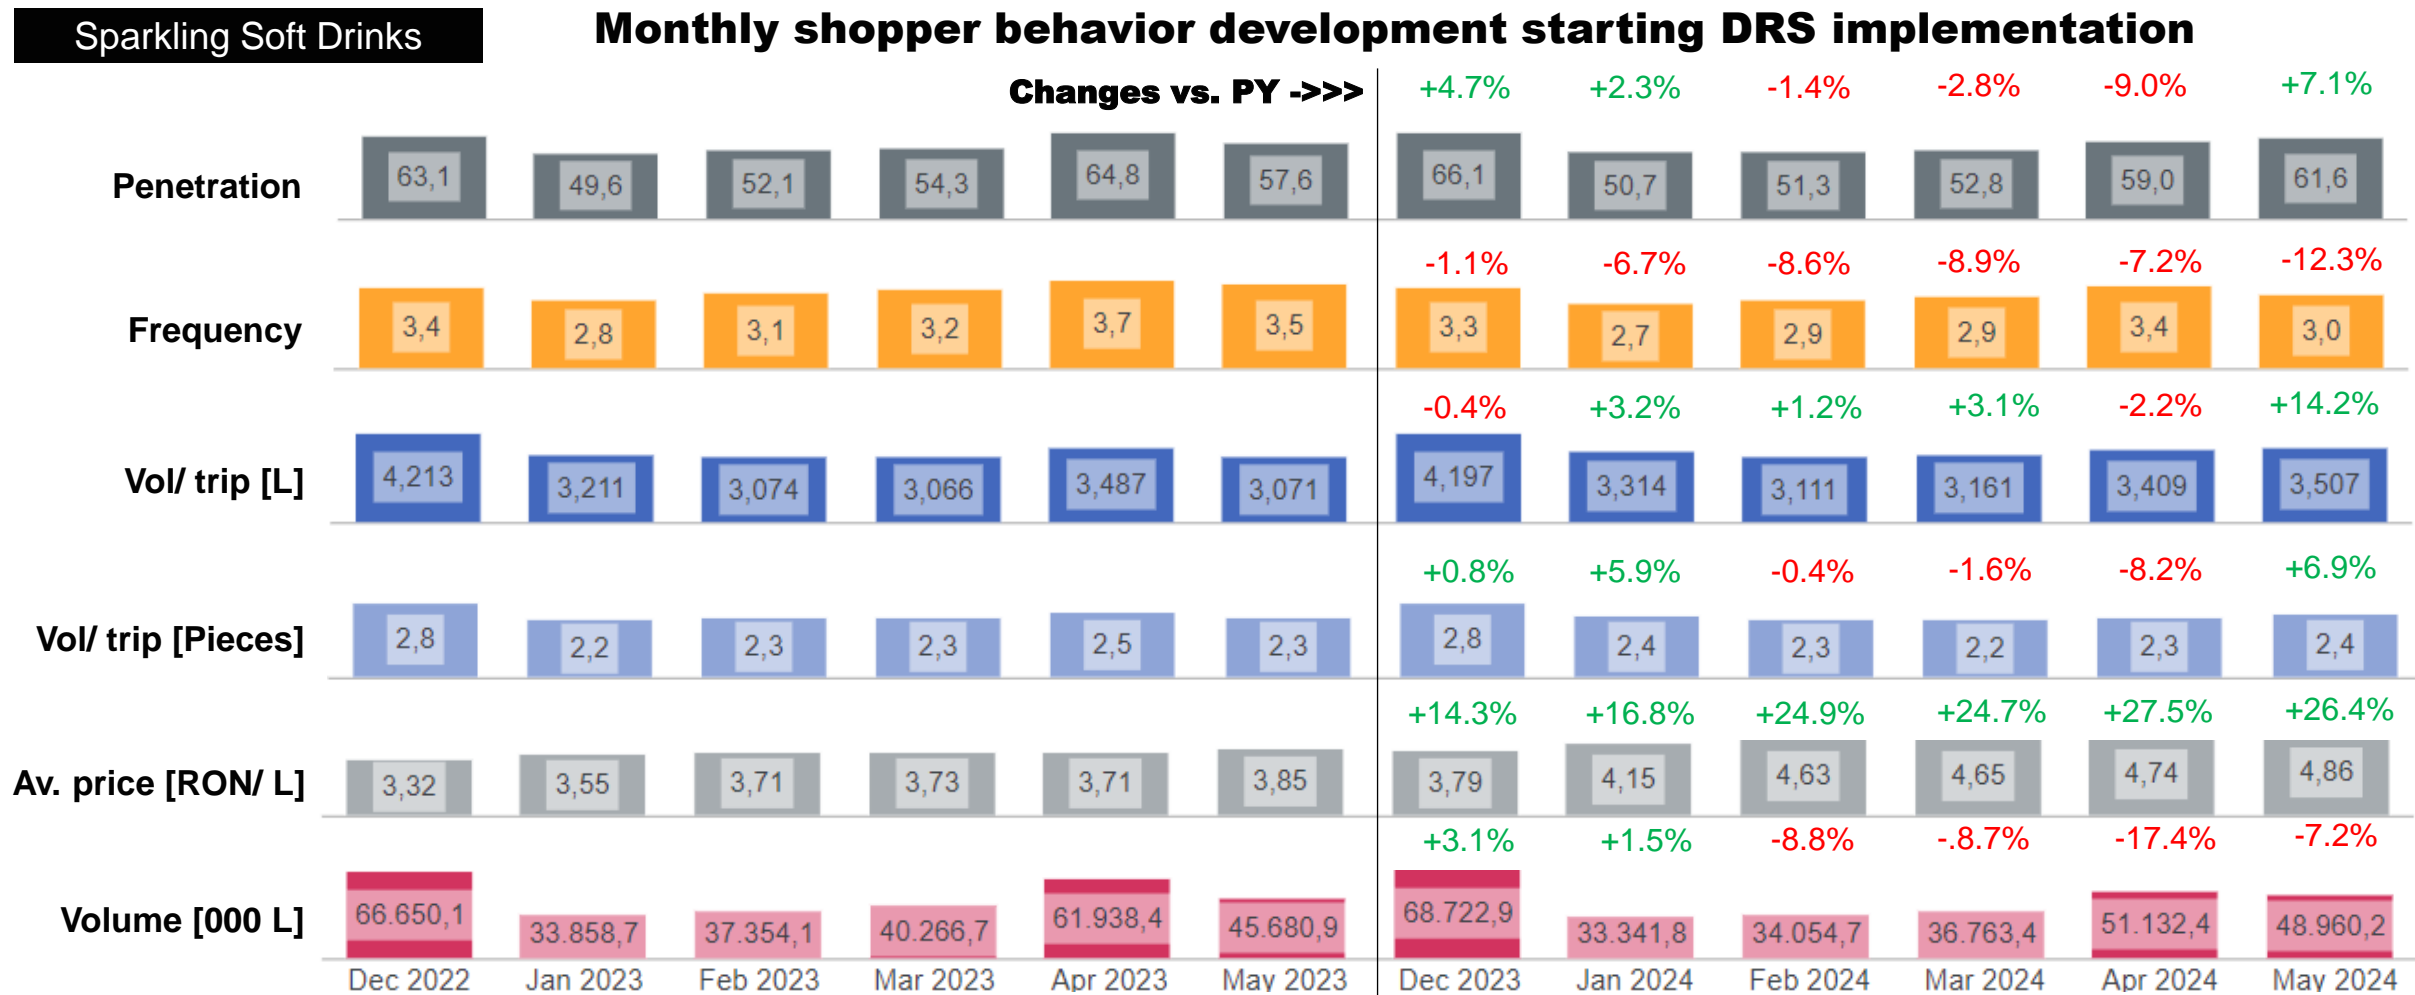 Sparkling Soft Drinks
Monthly shopper behavior development starting DRS implementation
Changes vs. PY ->>> +4.7% +2.3% -1.4% -2.8% -9.0% +7.1%
Penetration 63,1 49,6 52,1 54,3 64,8 57,6 66,1 50,7 51,3 52,8 59,0 61,6
-1.1% -6.7% -8.6% -8.9% -7.2% -12.3%
Frequency 3,4 2,8 3,1 3,2 3,7 3,5 3,3 2,7 2,9 2,9 3,4 3,0
-0.4% +3.2% +1.2% +3.1% -2.2% +14.2%
Vol/ trip [L] 4,213 3,211 3,074 3,066 3,487 3,071 4,197 3,314 3,111 3,161 3,409 3,507
+0.8% +5.9% -0.4% -1.6% -8.2% +6.9%
Vol/ trip [Pieces] 2,8 2,2 2,3 2,3 2,5 2,3 2,8 2,4 2,3 2,2 2,3 2,4
+14.3% +16.8% +24.9% +24.7% +27.5% +26.4%
Av. price [RON/ L] 3,32 3,55 3,71 3,73 3,71 3,85 3,79 4,15 4,63 4,65 4,74 4,86
+3.1% +1.5% -8.8% -.8.7% -17.4% -7.2%
Volume [000 L] 66.650,1 33.858,7 37.354,1 40.266,7 61.938,4 45.680,9 68.722,9 33.341,8 34.054,7 36.763,4 51.132,4 48.960,2
Dec 2022 Jan 2023 Feb 2023 Mar 2023 Apr 2023 May 2023 Dec 2023 Jan 2024 Feb 2024 Mar 2024 Apr 2024 May 2024